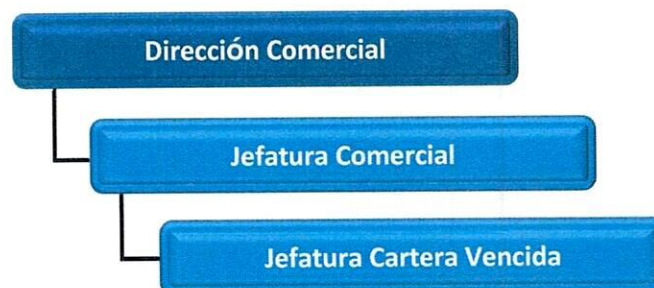 Dirección Comercial
Jefatura Comercial
Jefatura Cartera Vencida